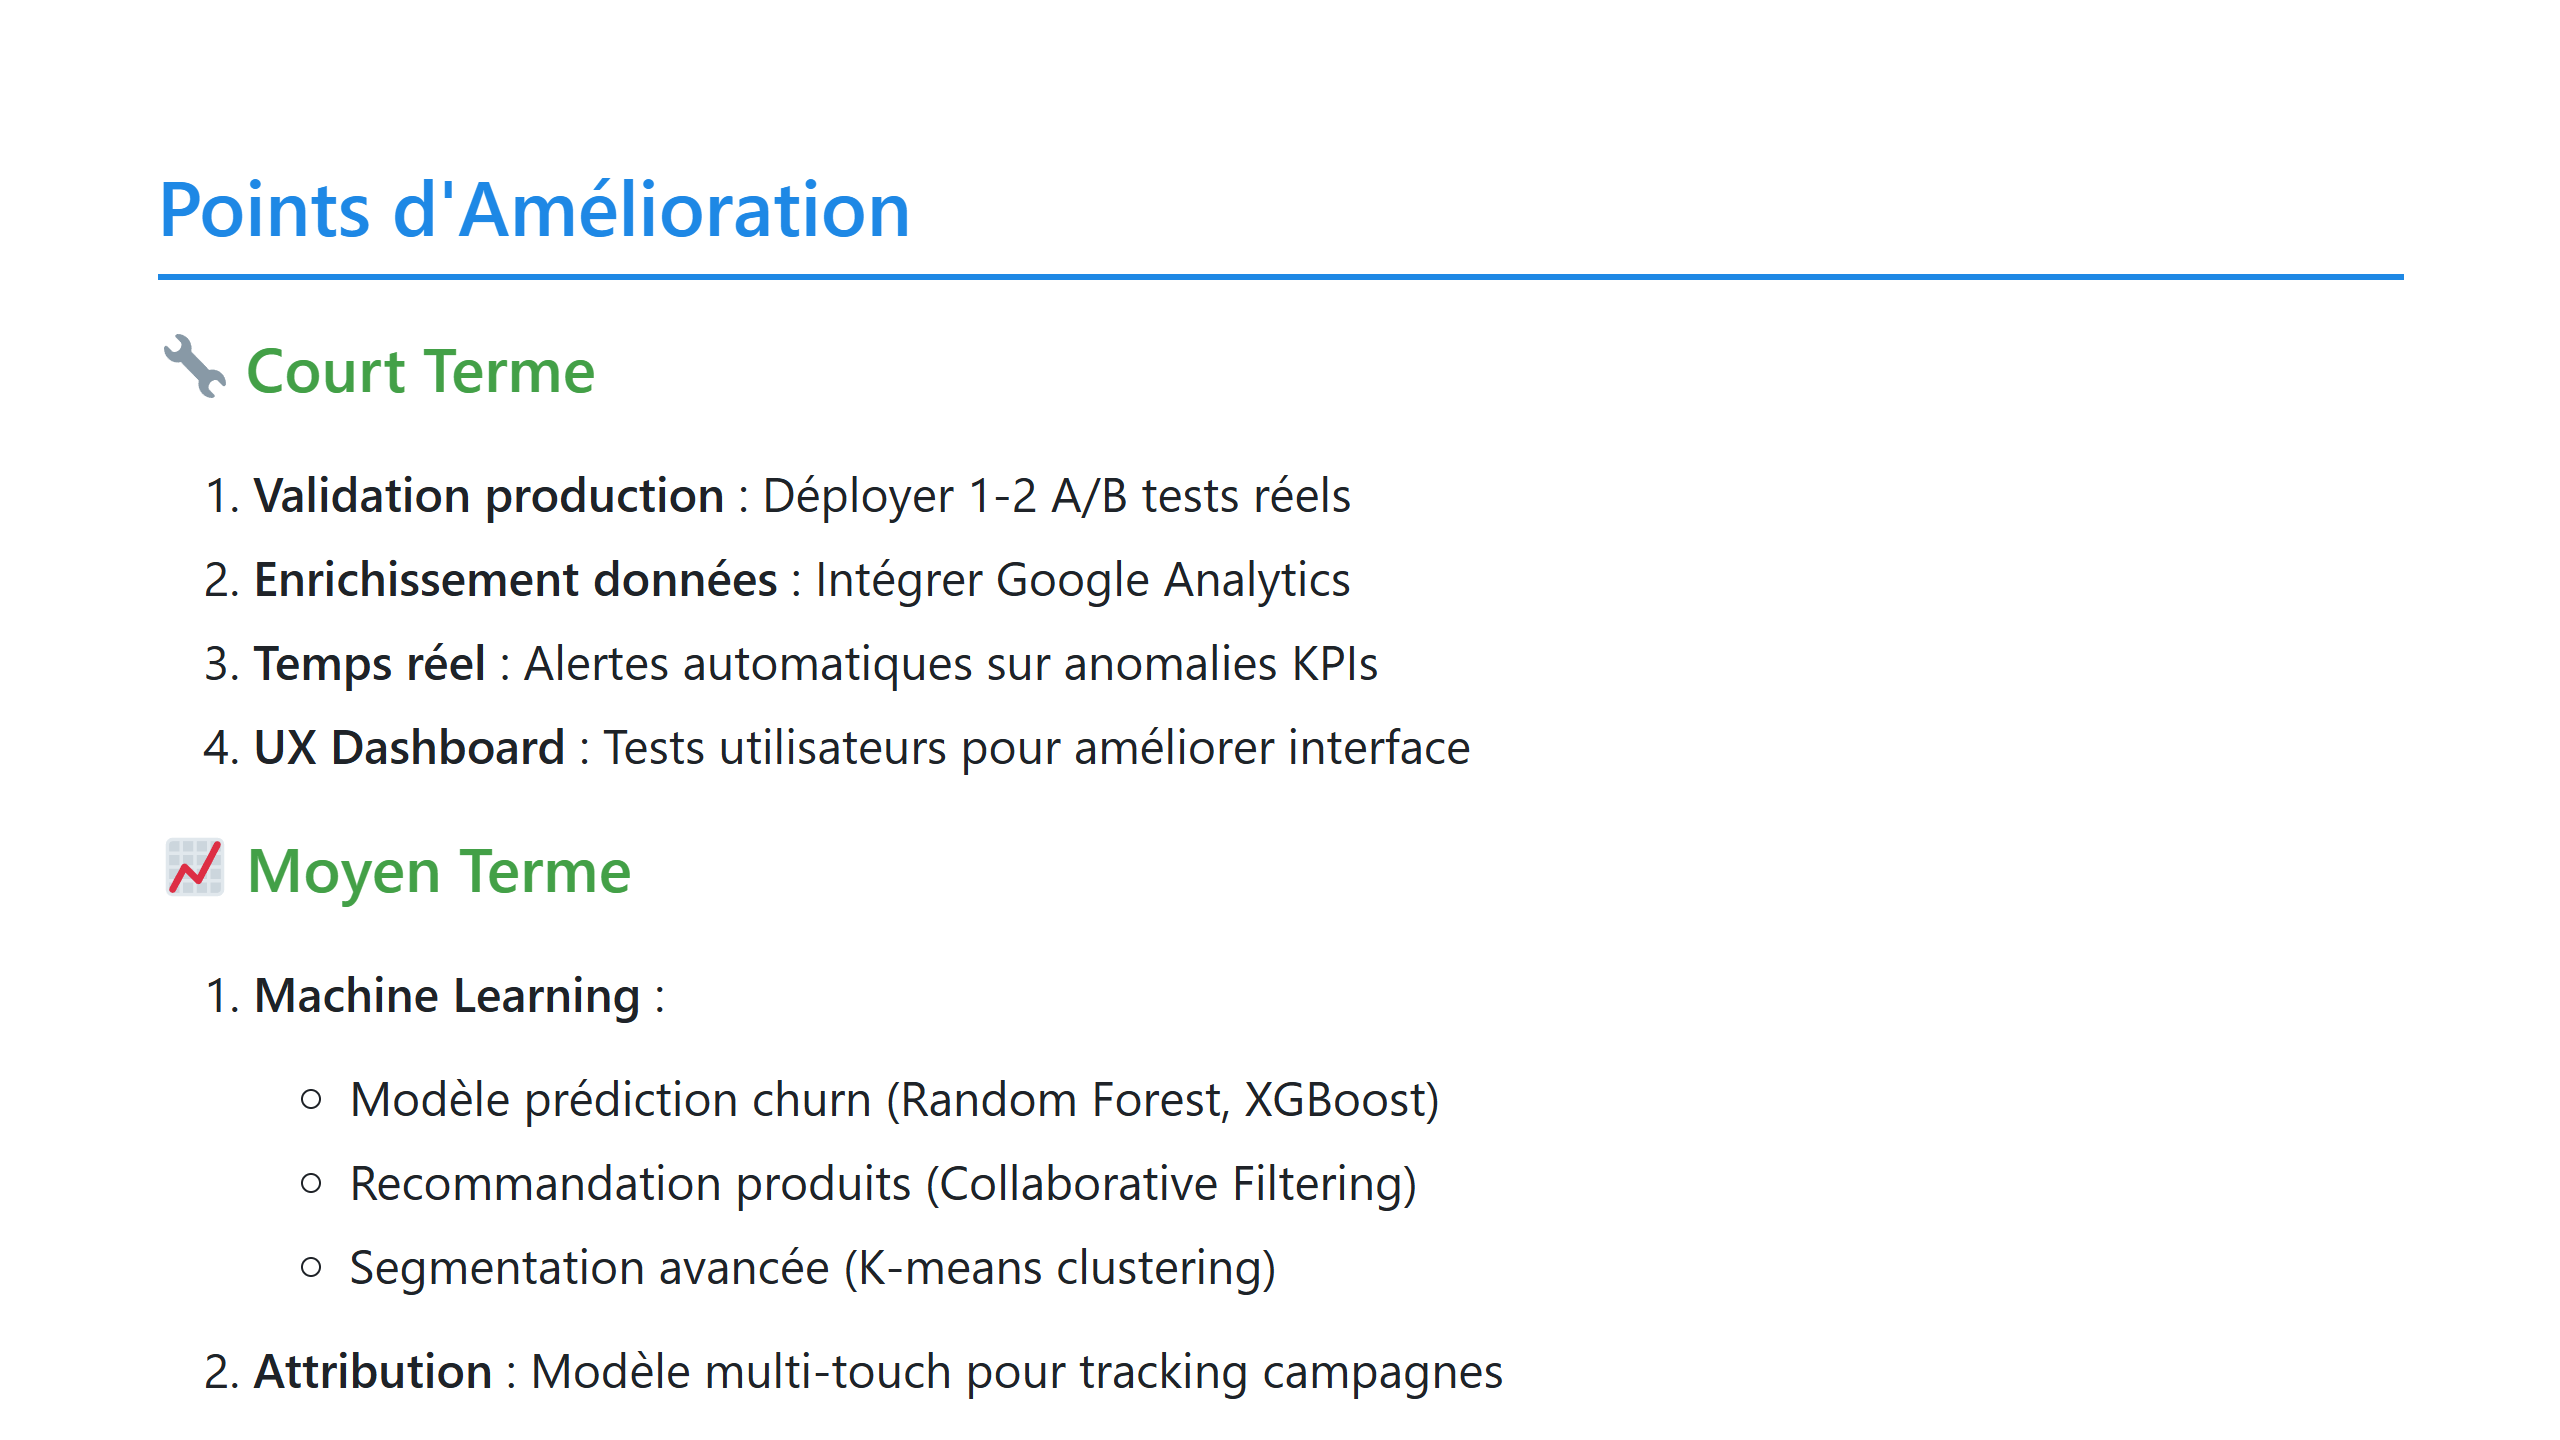 Points d'Amélioration
🔧 Court Terme
1. Validation production : Déployer 1-2 A/B tests réels
2. Enrichissement données : Intégrer Google Analytics
3. Temps réel : Alertes automatiques sur anomalies KPIs
4. UX Dashboard : Tests utilisateurs pour améliorer interface
📈 Moyen Terme
1. Machine Learning :
○ Modèle prédiction churn (Random Forest, XGBoost)
○ Recommandation produits (Collaborative Filtering)
○ Segmentation avancée (K-means clustering)
2. Attribution : Modèle multi-touch pour tracking campagnes